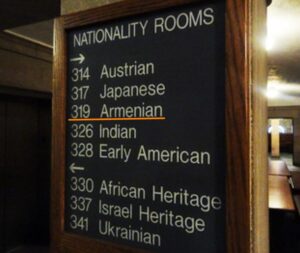 NATIONALITY ROOMS
→
314 Austrian
317 Japanese
319 Armenian
326 Indian
328 Early American
←
330 African Heritage
337 Israel Heritage
341 Ukrainian